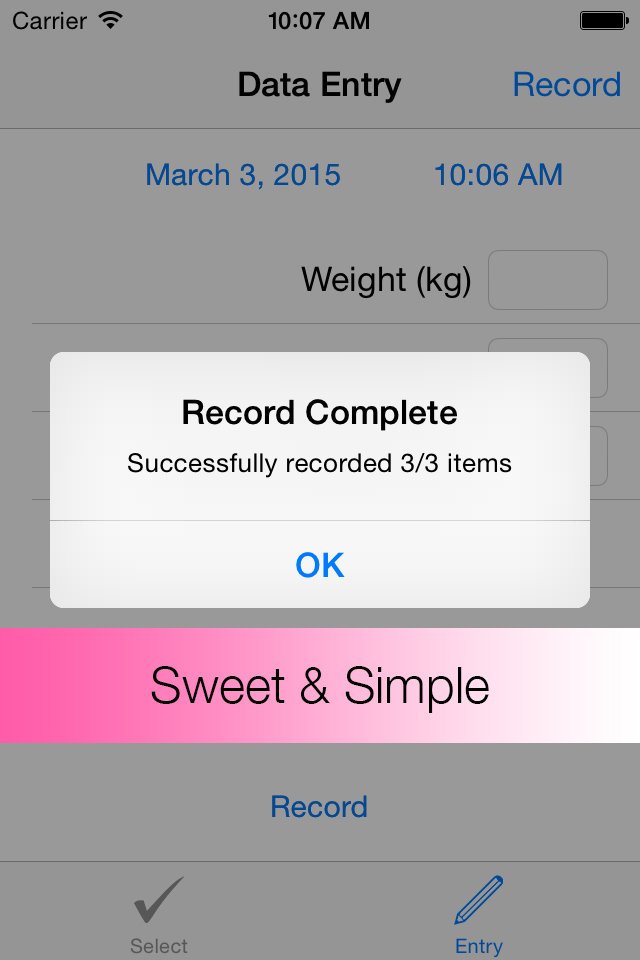 Carrier 10:07 AM
Data Entry Record
March 3, 2015 10:06 AM
Weight (kg)
Record Complete
Successfully recorded 3/3 items
OK
Sweet & Simple
Record
Select Entry